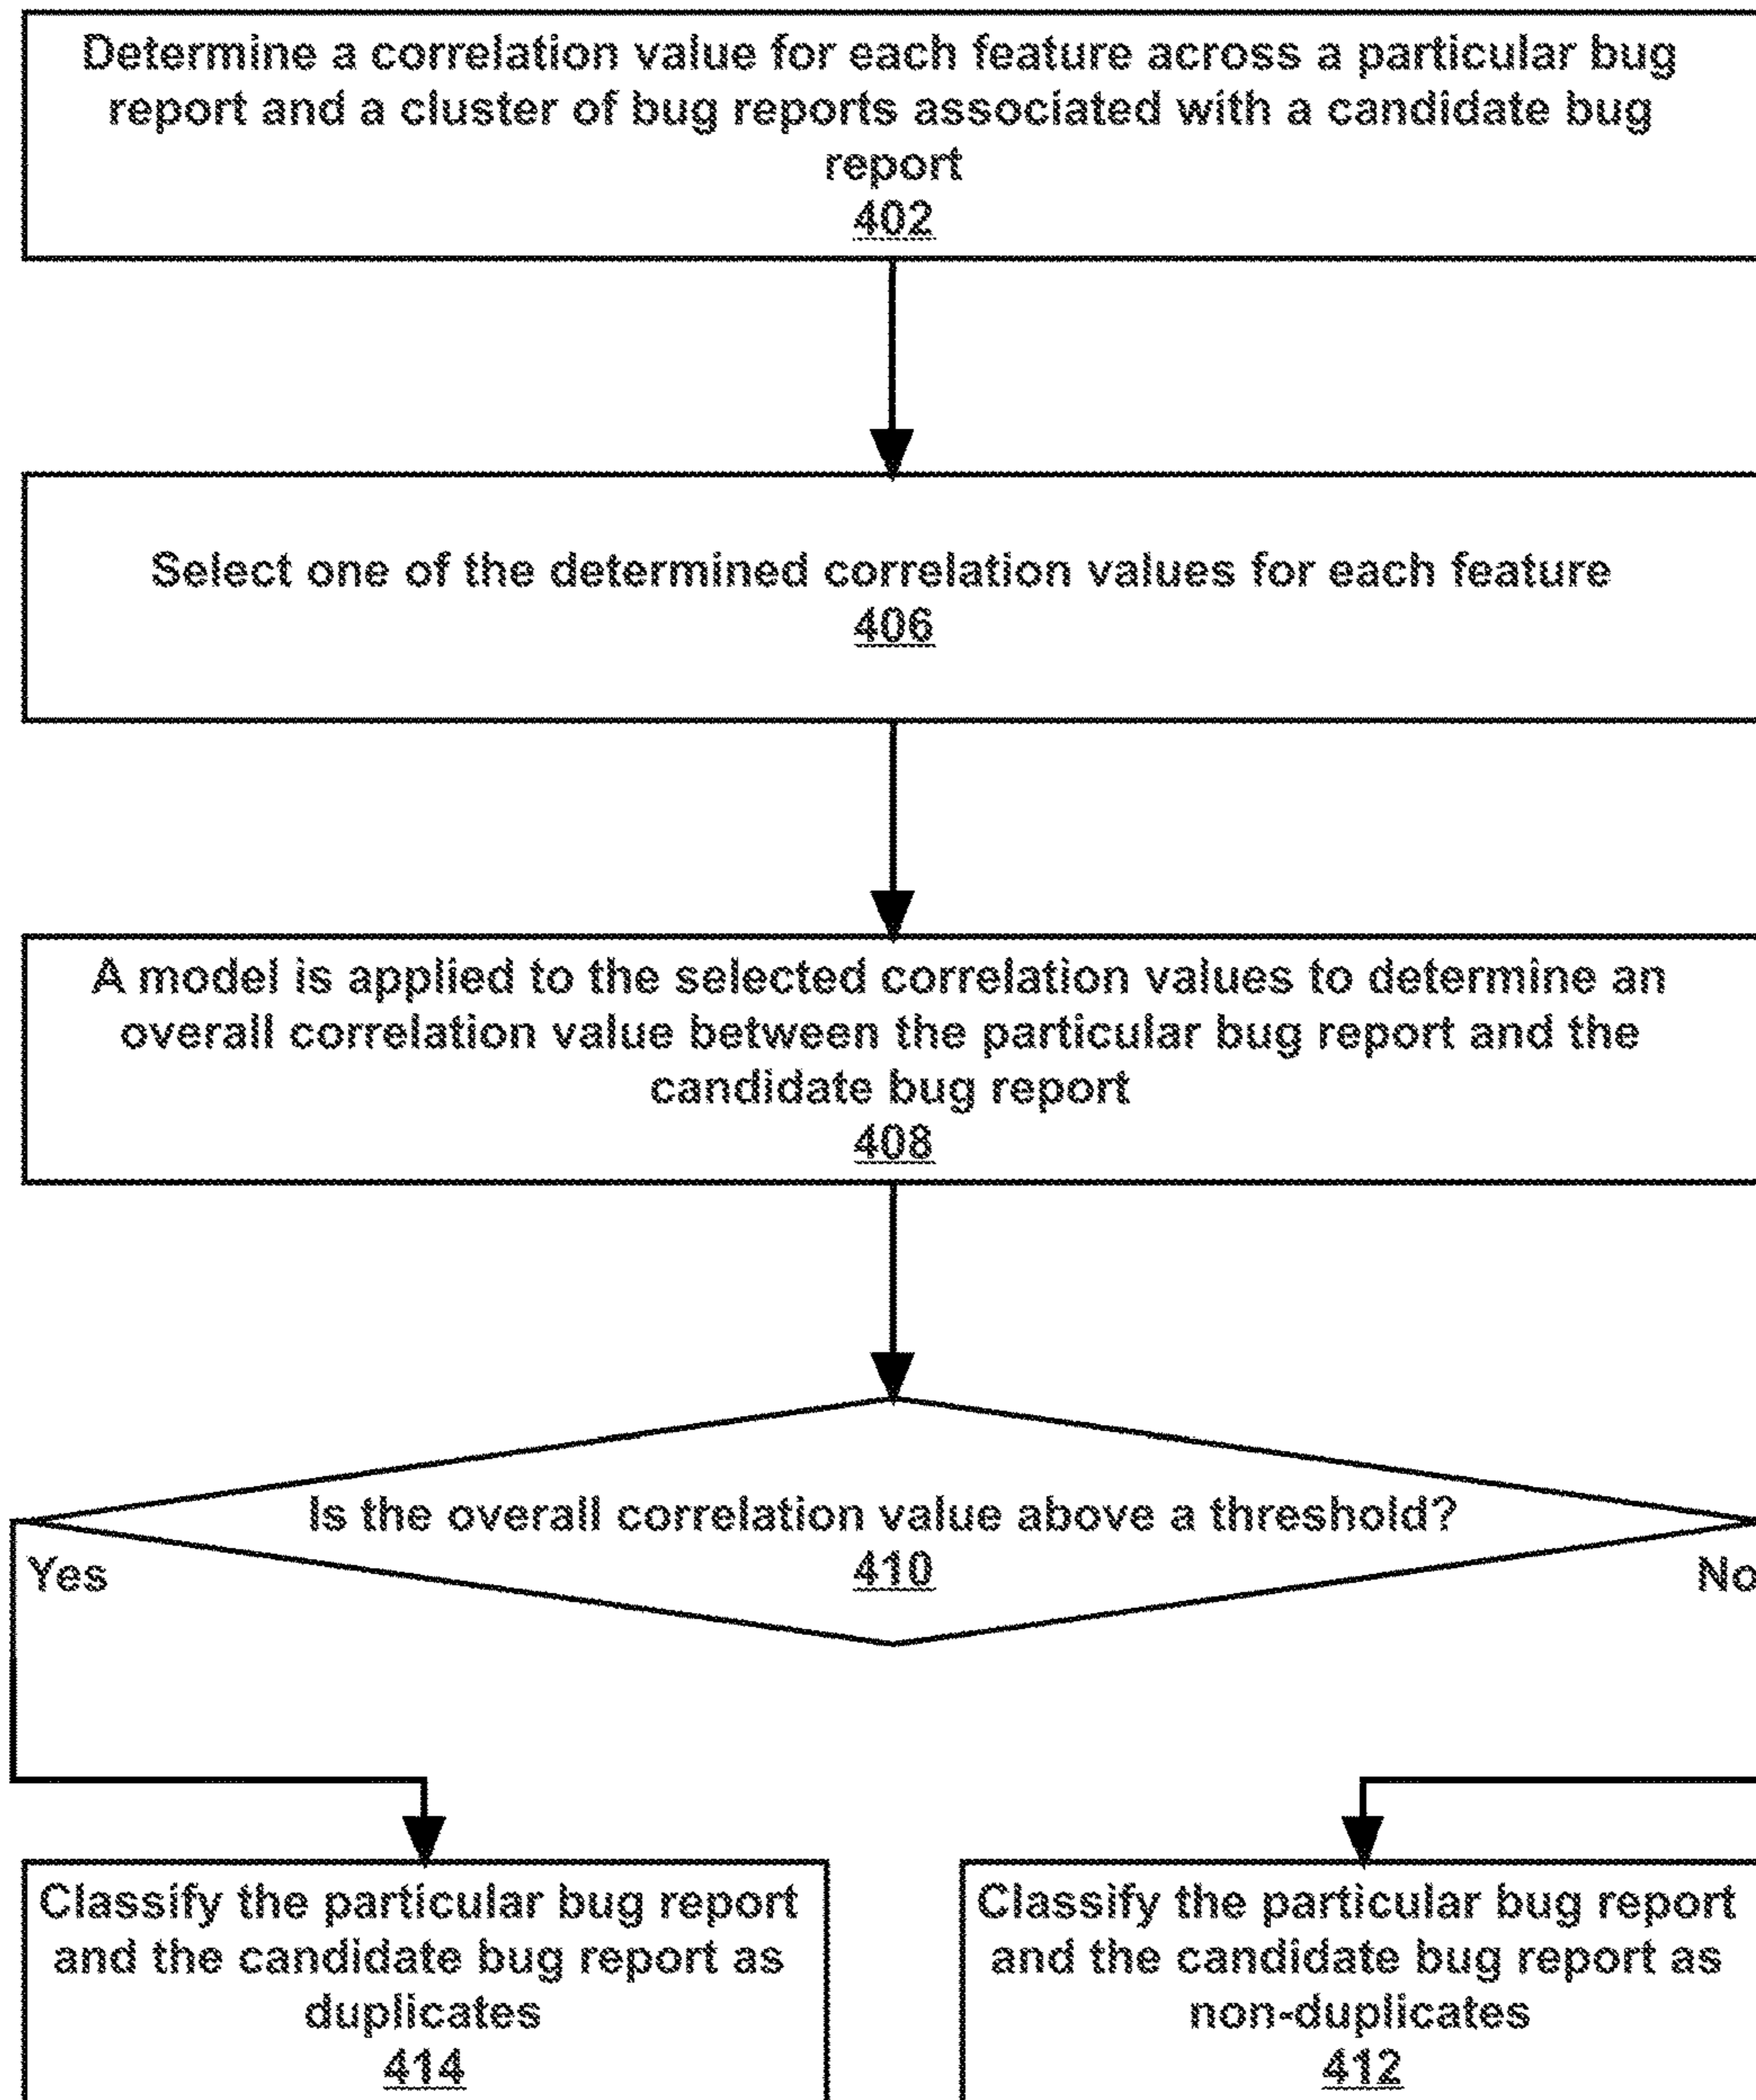 Determine a correlation value for each feature across a particular bug
report and a cluster of bug reports associated with a candidate bug
report
402
Select one of the determined correlation values for each feature
406
A model is applied to the selected correlation values to determine an
overall correlation value between the particular bug report and the
candidate bug report
408
Is the overall correlation value above a threshold?
410
Yes
No
Classify the particular bug report
and the candidate bug report as
duplicates
414
Classify the particular bug report
and the candidate bug report as
non-duplicates
412